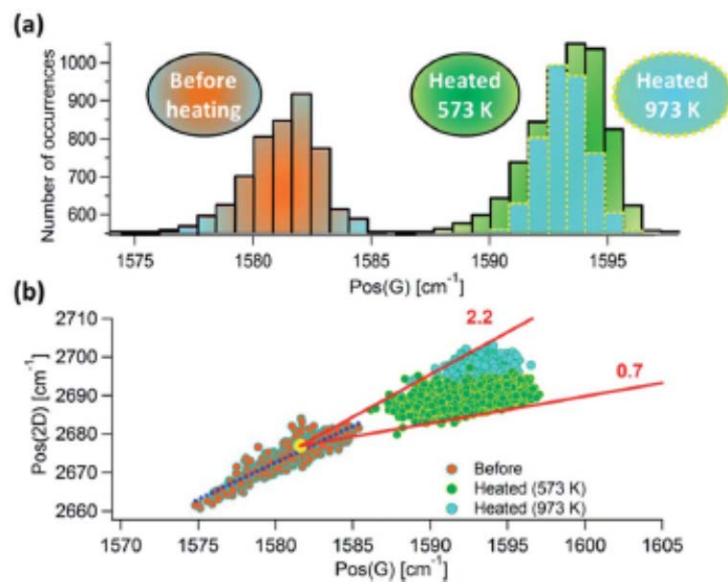 (a)
Number of occurrences
1000
900
800
700
600
Before
heating
Heated
573 K
Heated
973 K
1575 1580 1585 1590 1595
Pos(G) [cm⁻¹]
(b)
Pos(2D) [cm⁻¹]
2710
2700
2690
2680
2670
2660
2.2
0.7
Before
Heated (573 K)
Heated (973 K)
1570 1575 1580 1585 1590 1595 1600 1605
Pos(G) [cm⁻¹]